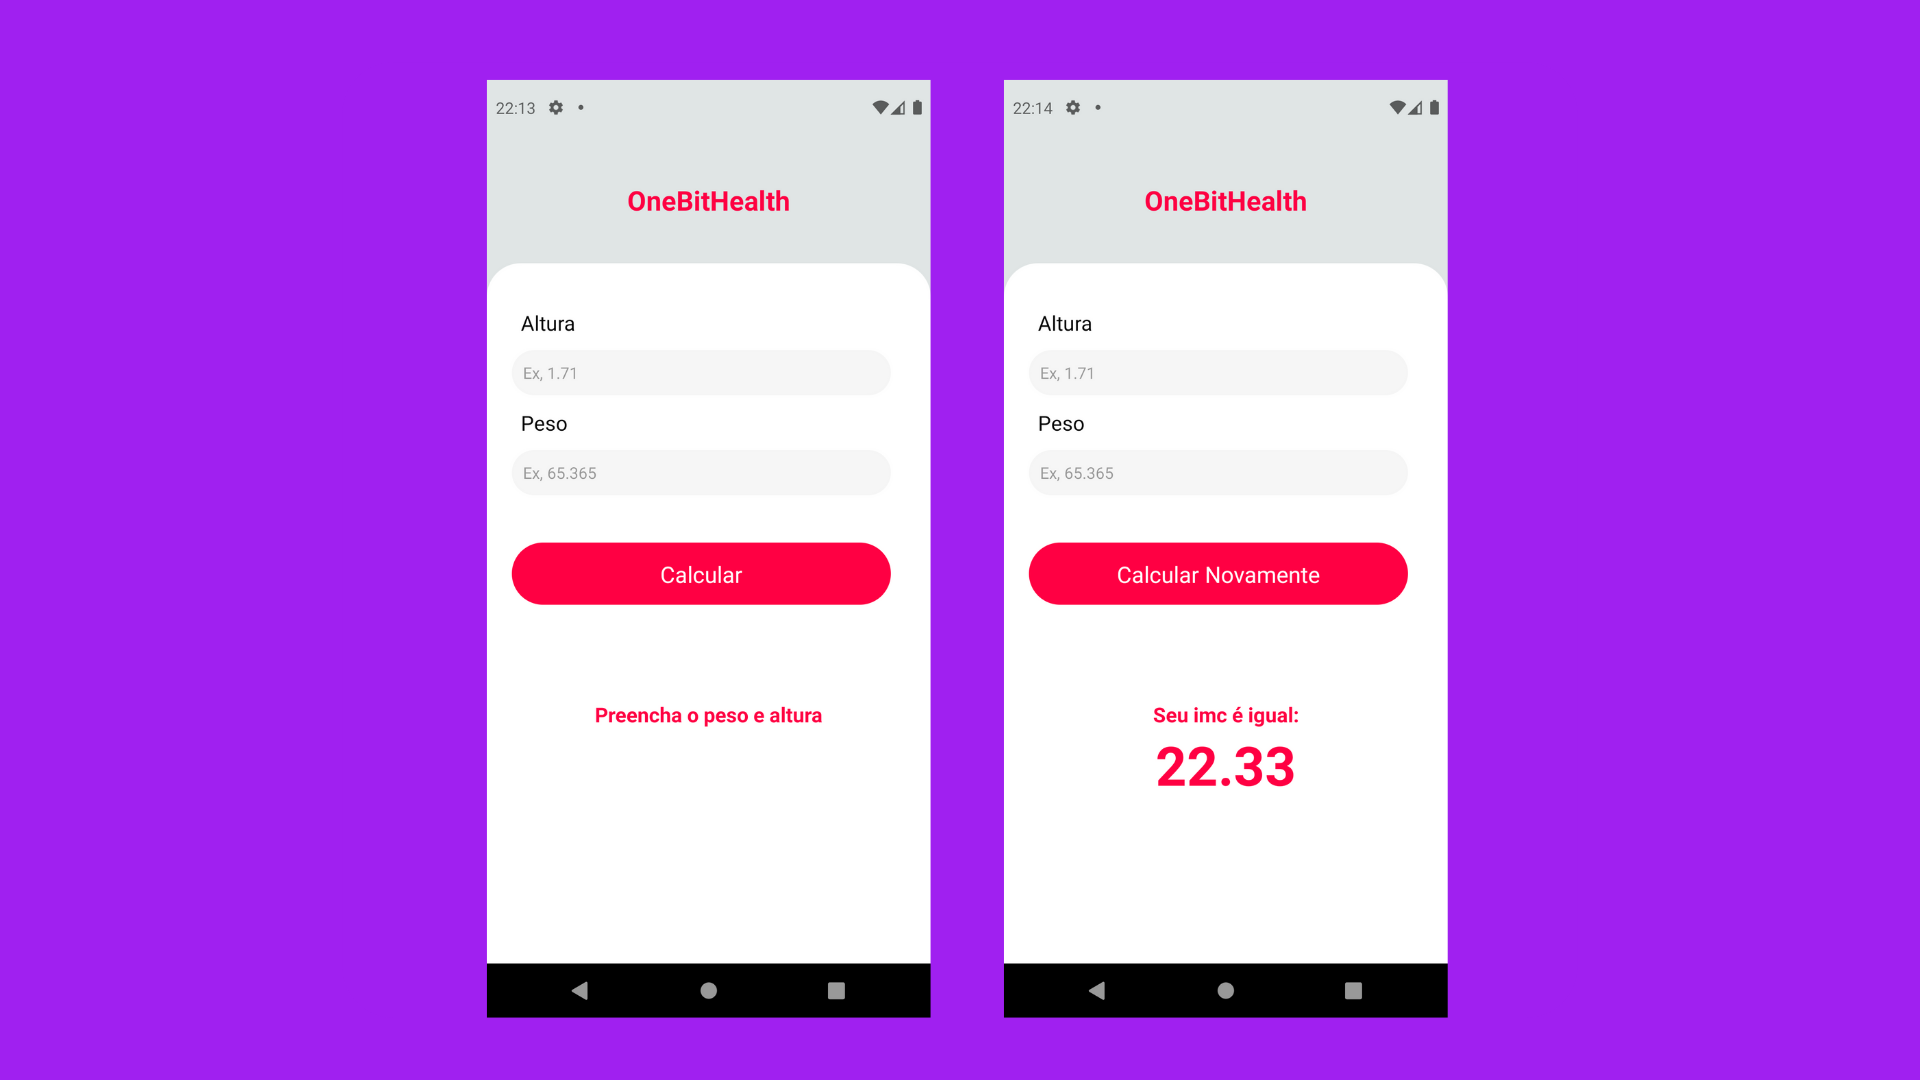 22:13
OneBitHealth
Altura
Ex, 1.71
Peso
Ex, 65.365
Calcular
Preencha o peso e altura
22:14
OneBitHealth
Altura
Ex, 1.71
Peso
Ex, 65.365
Calcular Novamente
Seu imc é igual:
22.33